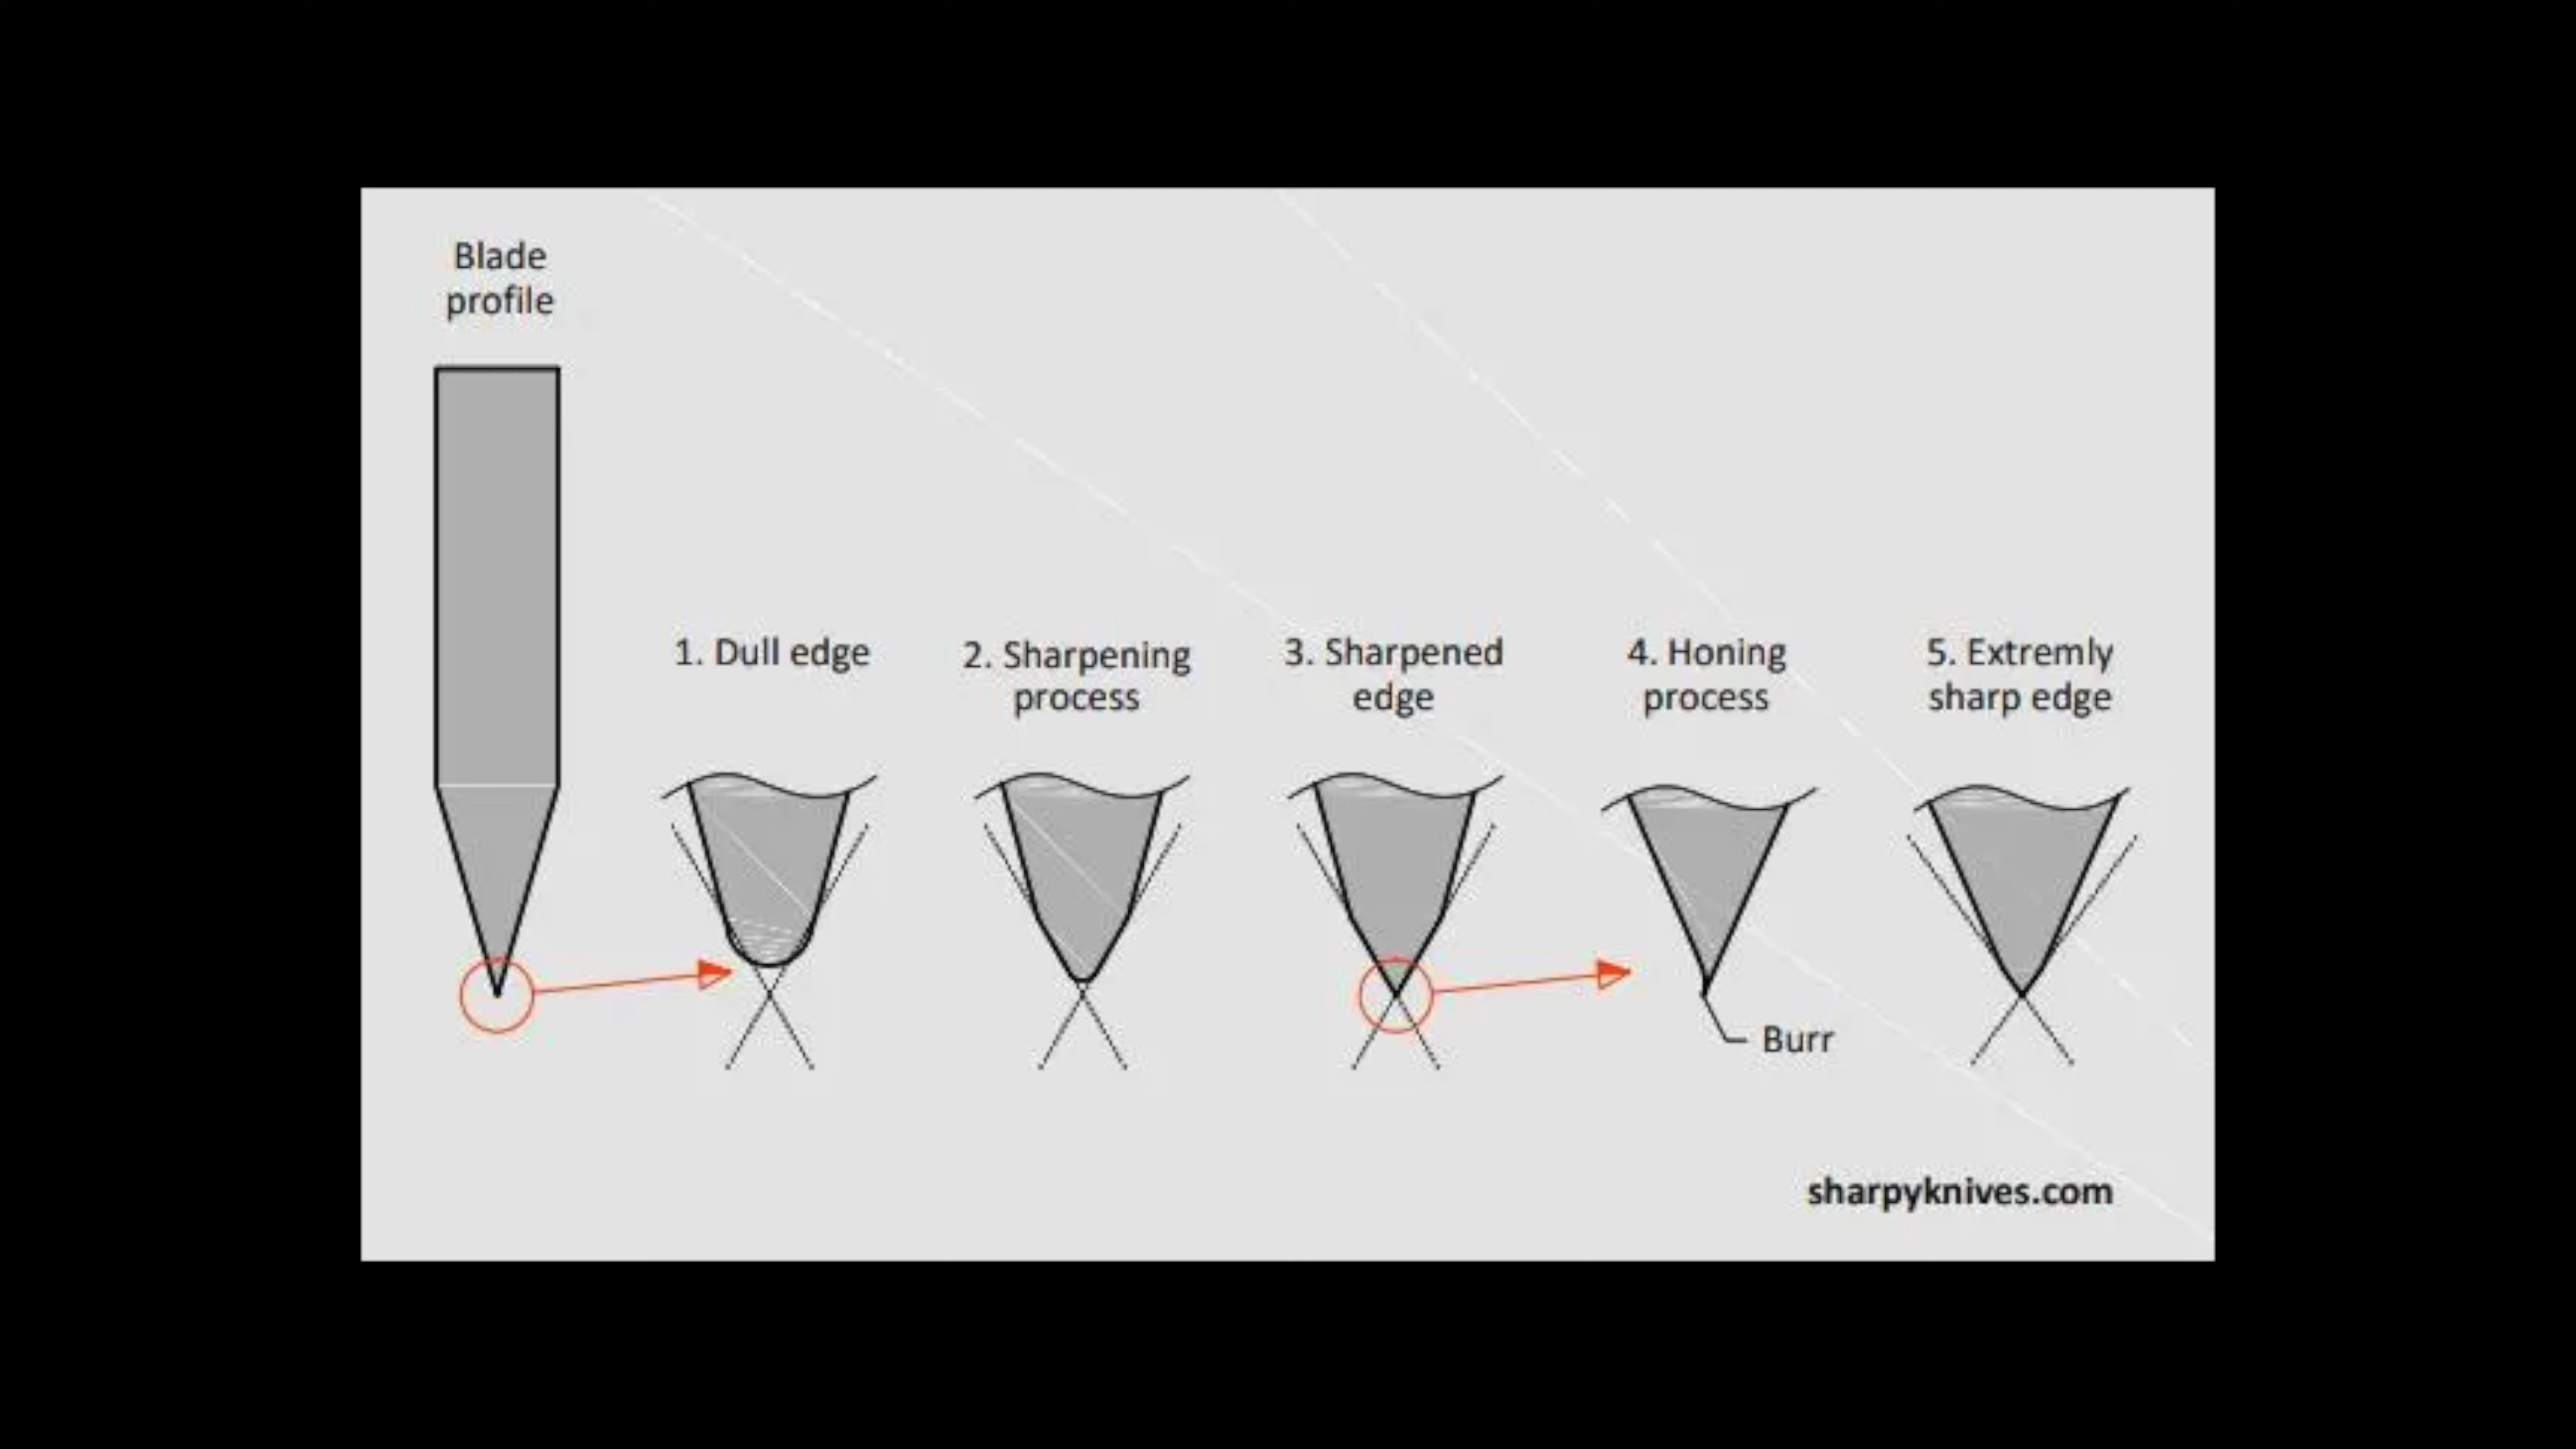 Blade
profile
1. Dull edge
2. Sharpening
process
3. Sharpened
edge
4. Honing
process
5. Extremly
sharp edge
Burr
sharpyknives.com